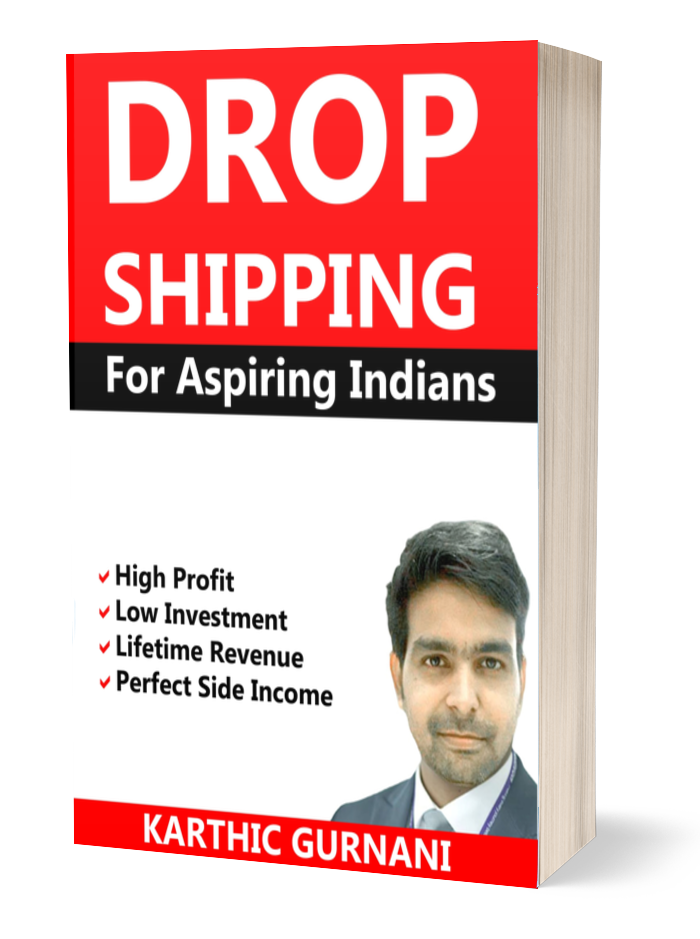 DROP
SHIPPING
For Aspiring Indians
High Profit
Low Investment
Lifetime Revenue
Perfect Side Income
KARTHIC GURNANI